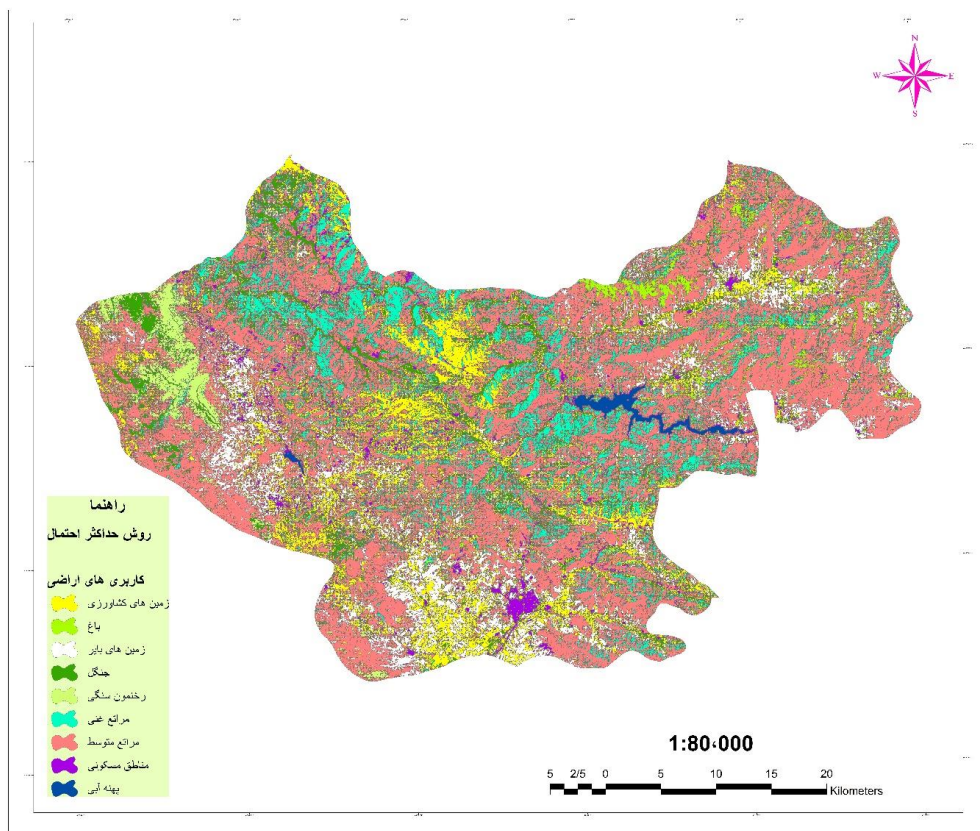 N
W E
S
راهنما
روش حداکثر احتمال
کاربری های اراضی
زمین های کشاورزی
باغ
زمین های بایر
جنگل
رخنمون سنگی
مراتع غنی
مراتع متوسط
مناطق مسکونی
پهنه آبی
1:80،000
5 2/5 0 5 10 15 20
Kilometers